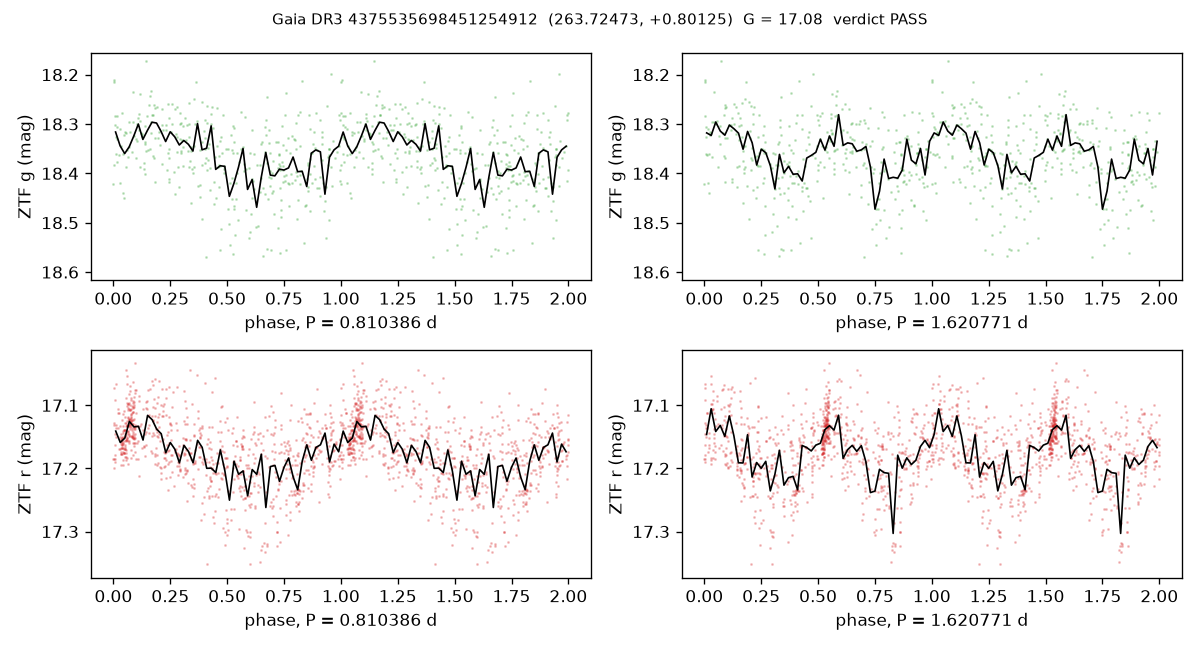 Gaia DR3 4375535698451254912 (263.72473, +0.80125) G = 17.08 verdict PASS
ZTF g (mag)
18.2
18.3
18.4
18.5
18.6
0.00 0.25 0.50 0.75 1.00 1.25 1.50 1.75 2.00
phase, P = 0.810386 d
ZTF g (mag)
18.2
18.3
18.4
18.5
18.6
0.00 0.25 0.50 0.75 1.00 1.25 1.50 1.75 2.00
phase, P = 1.620771 d
ZTF r (mag)
17.1
17.2
17.3
0.00 0.25 0.50 0.75 1.00 1.25 1.50 1.75 2.00
phase, P = 0.810386 d
ZTF r (mag)
17.1
17.2
17.3
0.00 0.25 0.50 0.75 1.00 1.25 1.50 1.75 2.00
phase, P = 1.620771 d